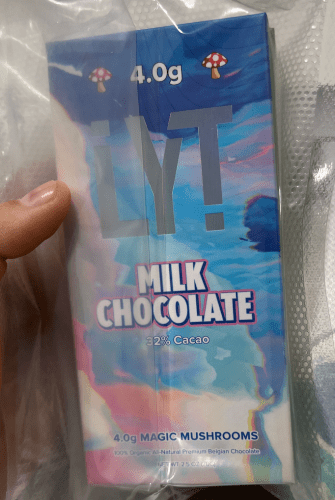 4.0g
LYT
MILK
CHOCOLATE
32% Cacao
4.0g MAGIC MUSHROOMS
100% Organic All Natural Premium Belgian Chocolate